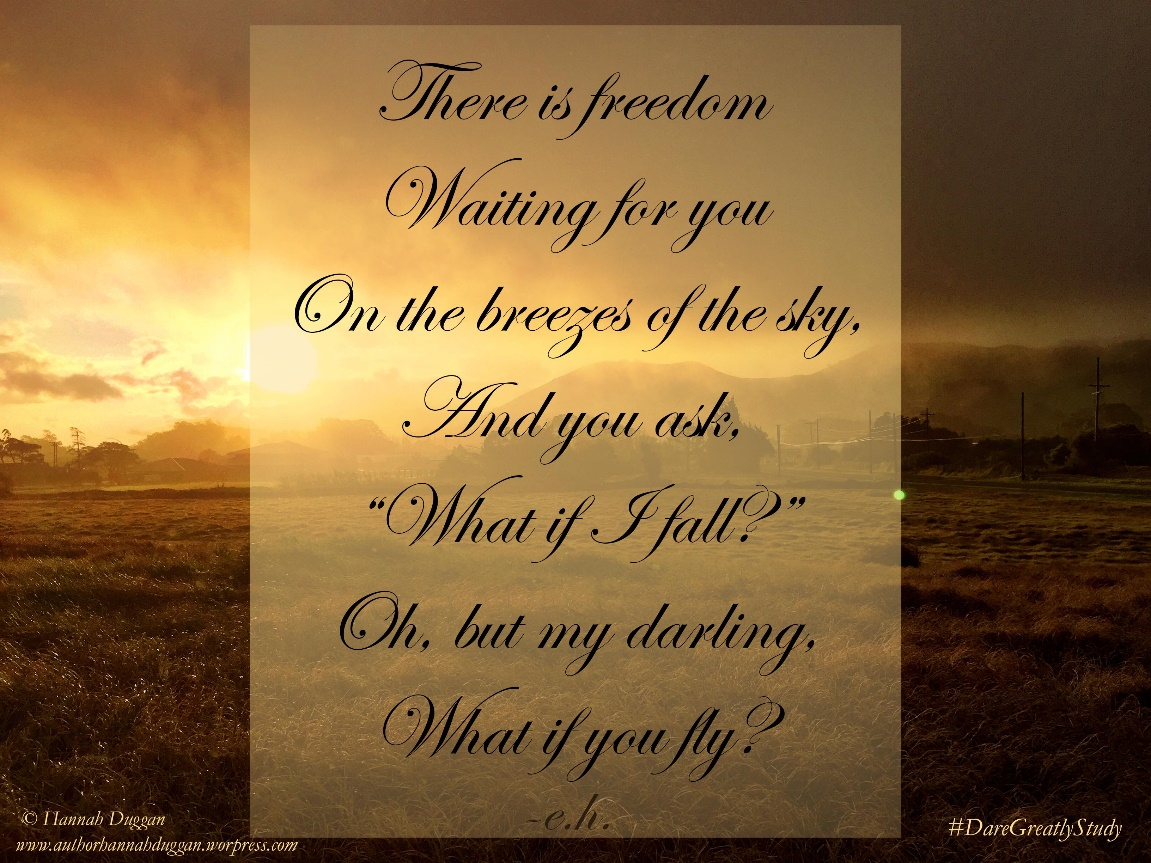 There is freedom
Waiting for you
On the breezes of the sky,
And you ask,
“What if I fall?”
Oh, but my darling,
What if you fly?
-e.h.
© Hannah Duggan
www.authorhannahduggan.worpress.com
#DareGreatlyStudy